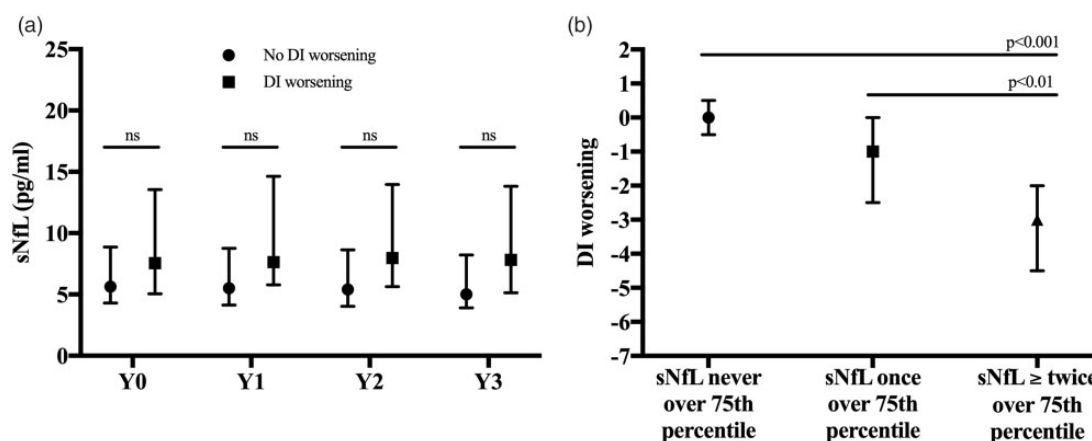 (a)
25
20
15
10
5
0
sNfL (pg/ml)
No DI worsening
DI worsening
ns
ns
ns
ns
Y0
Y1
Y2
Y3
(b)
2
1
0
-1
-2
-3
-4
-5
-6
-7
DI worsening
p<0.001
p<0.01
sNfL never
over 75th
percentile
sNfL once
over 75th
percentile
sNfL ≥ twice
over 75th
percentile